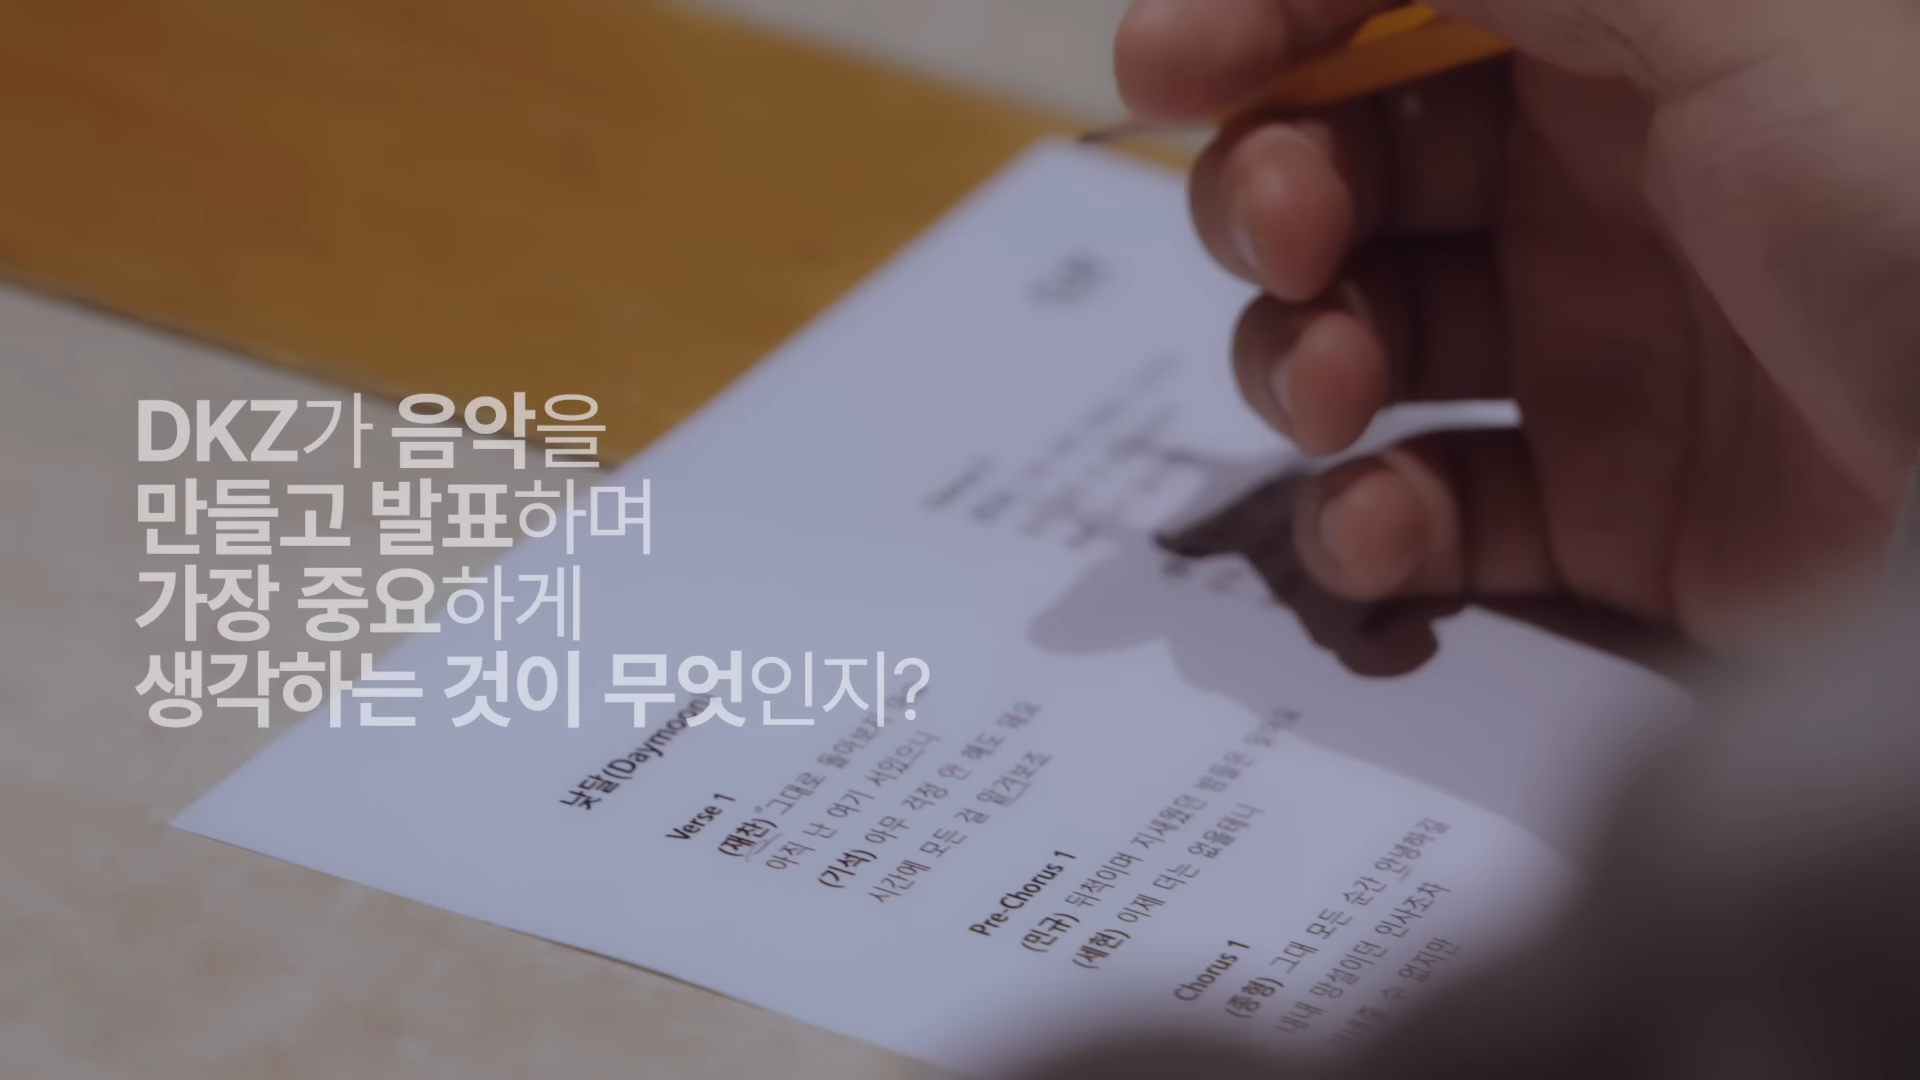 DKZ가 음악을
만들고 발표하며
가장 중요하게
생각하는 것이 무엇인지?
낮달(Daymoon)
Verse 1
(재찬) 그대로 돌아보지
아직 난 여기 서있으니
(기석) 아무 걱정 안 해도 돼요
시간에 모든 걸 맡겨보조
Pre-Chorus 1
(민규) 뒤척이며 지새웠던 밤들은
(세현) 이제 더는 없을테니
Chorus 1
(종형) 그대 모든 순간 안녕하길
내내 망설이던 인사조차
수 없지만